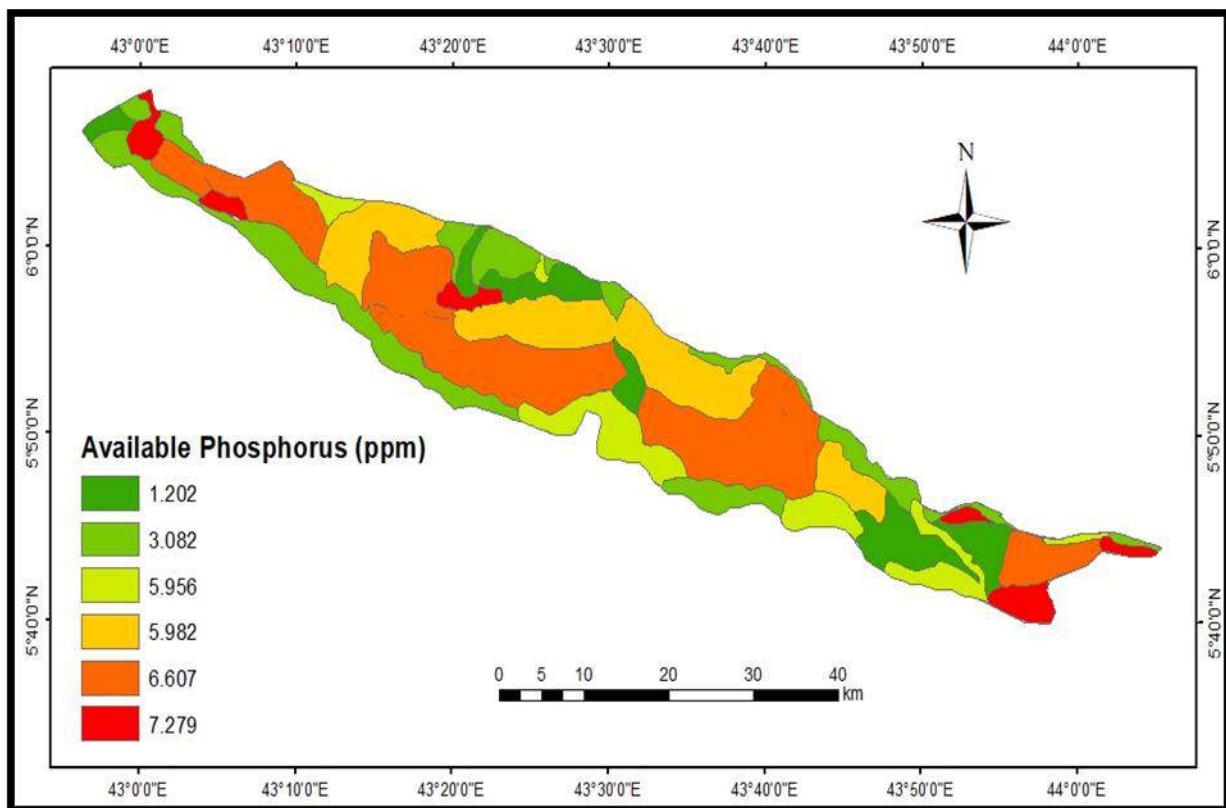 43°0'0"E 43°10'0"E 43°20'0"E 43°30'0"E 43°40'0"E 43°50'0"E 44°0'0"E
N
6°0'0"N 6°0'0"N
5°50'0"N 5°50'0"N
5°40'0"N 5°40'0"N
Available Phosphorus (ppm)
1.202
3.082
5.956
5.982
6.607
7.279
0 5 10 20 30 40
km
43°0'0"E 43°10'0"E 43°20'0"E 43°30'0"E 43°40'0"E 43°50'0"E 44°0'0"E